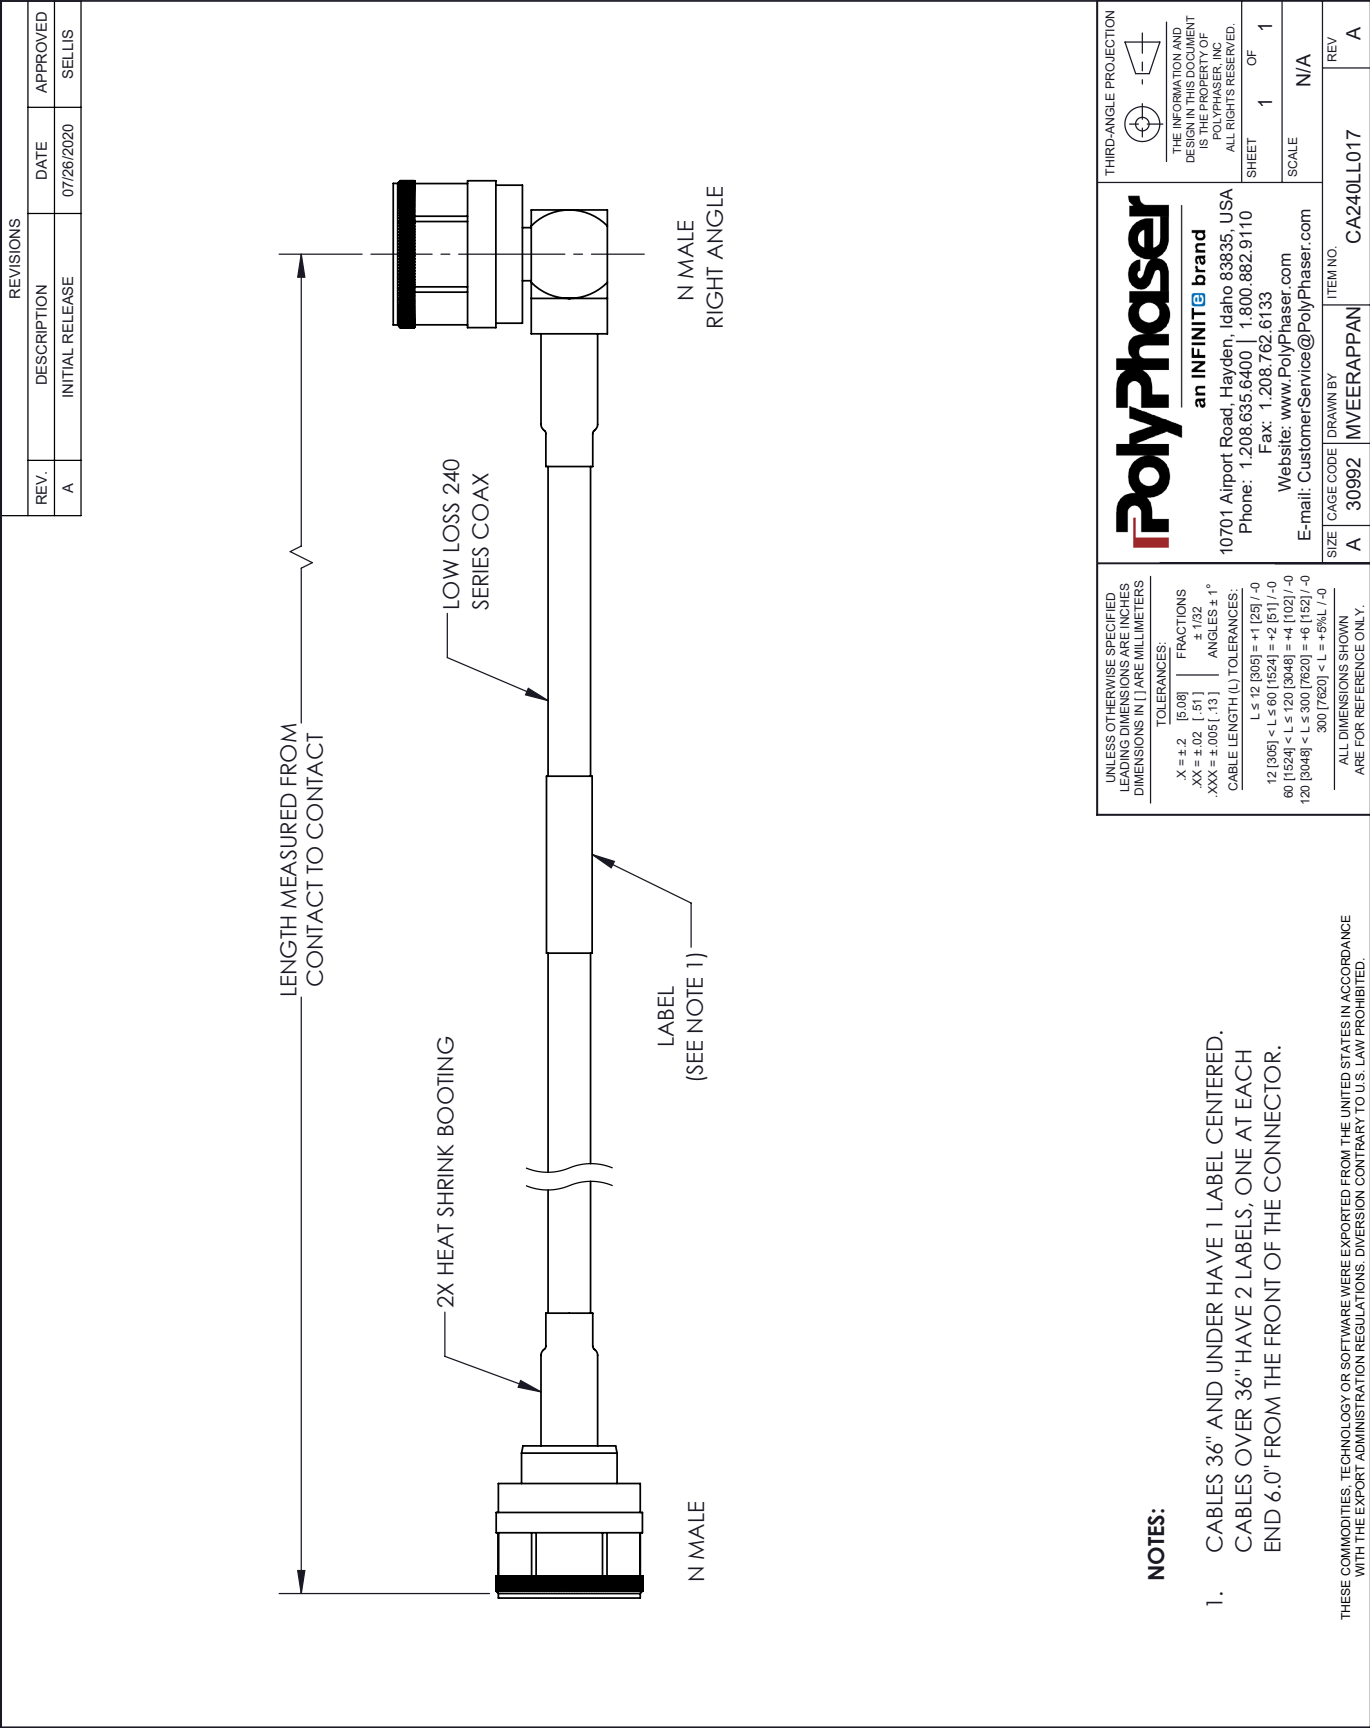 REVISIONS
REV. DESCRIPTION DATE APPROVED
A INITIAL RELEASE 07/26/2020 SELLIS
LENGTH MEASURED FROM
CONTACT TO CONTACT
2X HEAT SHRINK BOOTING
LOW LOSS 240
SERIES COAX
LABEL
(SEE NOTE 1)
N MALE
N MALE
RIGHT ANGLE
NOTES:
1. CABLES 36" AND UNDER HAVE 1 LABEL CENTERED.
CABLES OVER 36" HAVE 2 LABELS, ONE AT EACH
END 6.0" FROM THE FRONT OF THE CONNECTOR.
THESE COMMODITIES, TECHNOLOGY OR SOFTWARE WERE EXPORTED FROM THE UNITED STATES IN ACCORDANCE
WITH THE EXPORT ADMINISTRATION REGULATIONS. DIVERSION CONTRARY TO U.S. LAW PROHIBITED.
UNLESS OTHERWISE SPECIFIED
LEADING DIMENSIONS ARE INCHES
DIMENSIONS IN [ ] ARE MILLIMETERS
TOLERANCES:
.X = ±.2 [5.08] FRACTIONS
.XX = ±.02 [.51] ± 1/32
.XXX = ±.005 [.13] ANGLES ± 1°
CABLE LENGTH (L) TOLERANCES:
L ≤ 12 [305] = +1 [25] / -0
12 [305] < L ≤ 60 [1524] = +2 [51] / -0
60 [1524] < L ≤ 120 [3048] = +4 [102] / -0
120 [3048] < L ≤ 300 [7620] = +6 [152] / -0
300 [7620] < L = +5%L / -0
ALL DIMENSIONS SHOWN
ARE FOR REFERENCE ONLY.
PolyPhaser
an INFINITe brand
10701 Airport Road, Hayden, Idaho 83835, USA
Phone: 1.208.635.6400 | 1.800.882.9110
Fax: 1.208.762.6133
Website: www.PolyPhaser.com
E-mail: CustomerService@PolyPhaser.com
THIRD-ANGLE PROJECTION
THE INFORMATION AND
DESIGN IN THIS DOCUMENT
IS THE PROPERTY OF
POLYPHASER, INC
ALL RIGHTS RESERVED.
SHEET 1 OF 1
SCALE N/A
SIZE CAGE CODE DRAWN BY ITEM NO. REV
A 30992 MVEERAPPAN CA240LL017 A